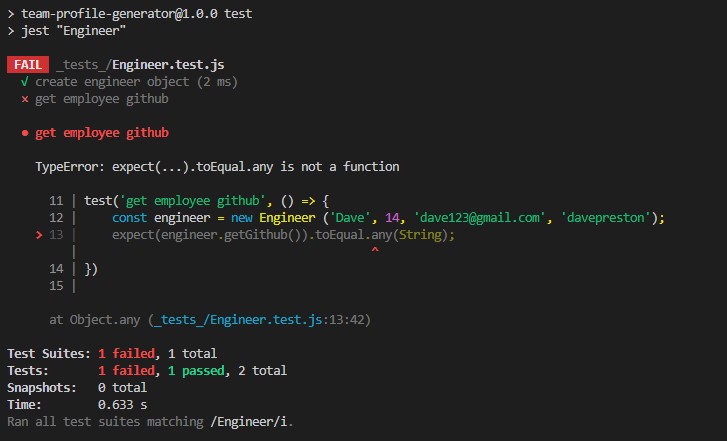 > team-profile-generator@1.0.0 test
> jest "Engineer"
FAIL _tests_/Engineer.test.js
√ create engineer object (2 ms)
× get employee github
● get employee github
TypeError: expect(...).toEqual.any is not a function
11 | test('get employee github', () => {
12 |     const engineer = new Engineer ('Dave', 14, 'dave123@gmail.com', 'davepreston');
> 13 |     expect(engineer.getGithub()).toEqual.any(String);
|                                          ^
14 | })
15 |
at Object.any (_tests_/Engineer.test.js:13:42)
Test Suites: 1 failed, 1 total
Tests:       1 failed, 1 passed, 2 total
Snapshots:   0 total
Time:        0.633 s
Ran all test suites matching /Engineer/i.